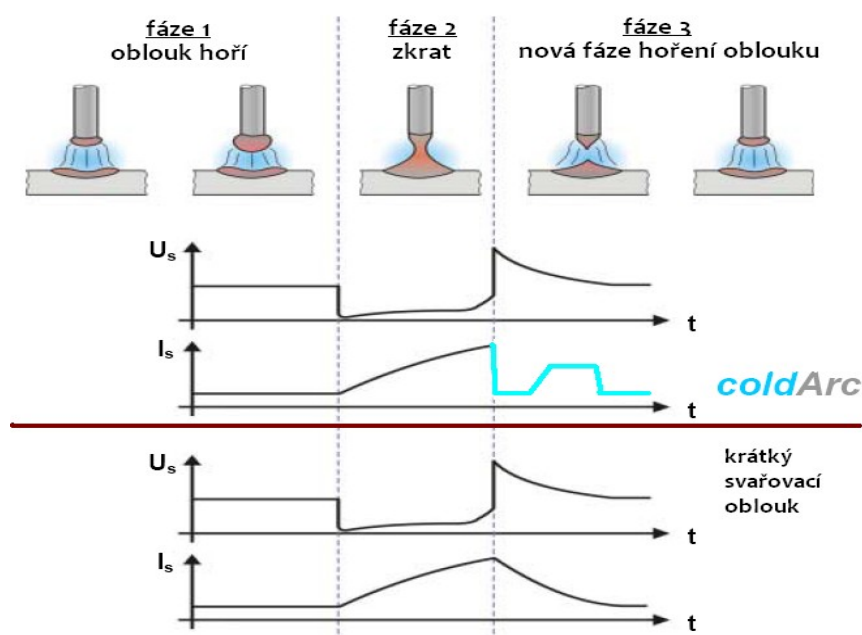 fáze 1
oblouk hoří
fáze 2
zkrat
fáze 3
nová fáze hoření oblouku
Us
t
Is
t
coldArc
Us
t
krátký
svařovací
oblouk
Is
t